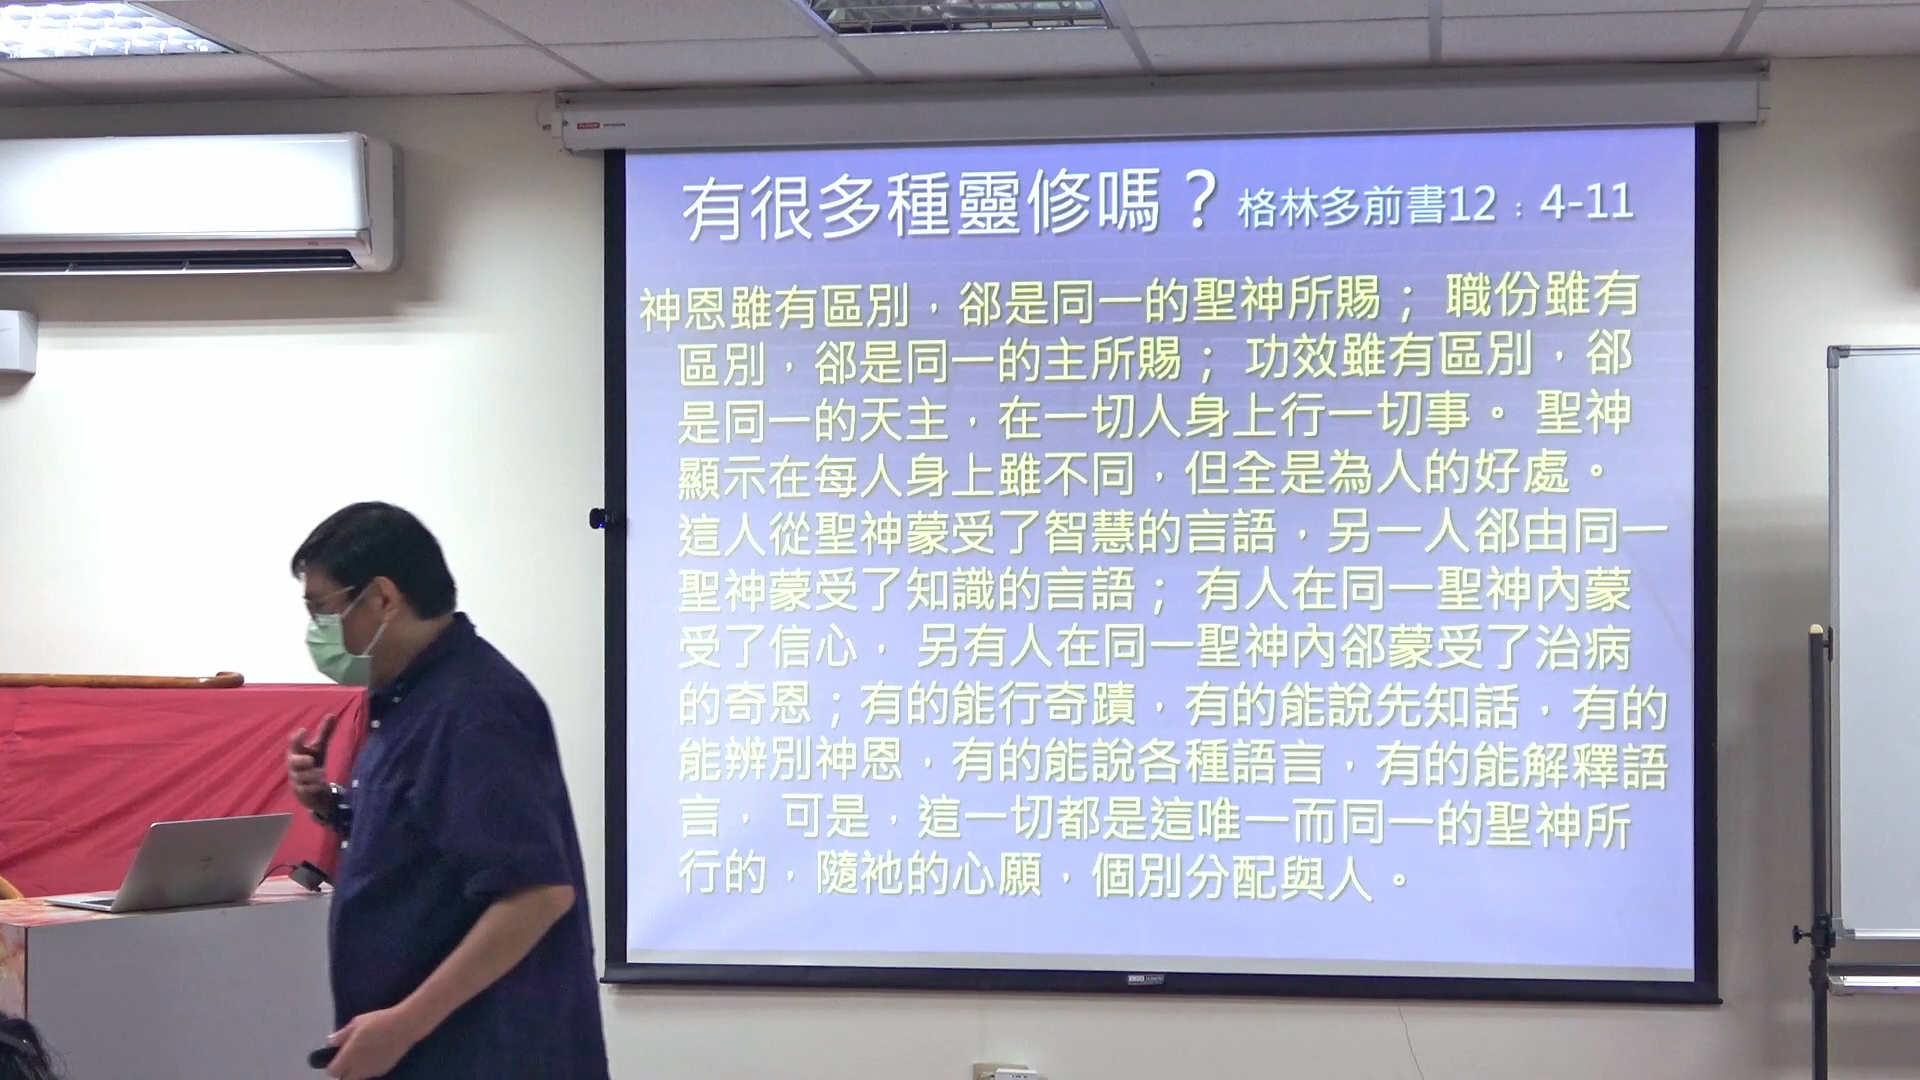 有很多種靈修嗎？格林多前書12：4-11
神恩雖有區別，郤是同一的聖神所賜； 職份雖有
區別，郤是同一的主所賜； 功效雖有區別，郤
是同一的天主，在一切人身上行一切事。 聖神
顯示在每人身上雖不同，但全是為人的好處。
這人從聖神蒙受了智慧的言語，另一人郤由同一
聖神蒙受了知識的言語； 有人在同一聖神內蒙
受了信心， 另有人在同一聖神內郤蒙受了治病
的奇恩；有的能行奇蹟，有的能說先知話，有的
能辨別神恩，有的能說各種語言，有的能解釋語
言， 可是，這一切都是這唯一而同一的聖神所
行的，隨祂的心願，個別分配與人。